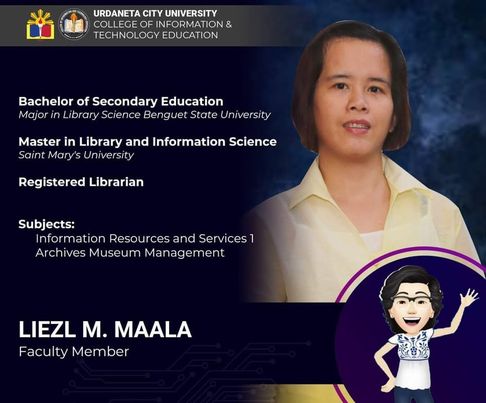 URDANETA CITY UNIVERSITY
COLLEGE OF INFORMATION &
TECHNOLOGY EDUCATION
Bachelor of Secondary Education
Major in Library Science Benguet State University
Master in Library and Information Science
Saint Mary's University
Registered Librarian
Subjects:
Information Resources and Services 1
Archives Museum Management
LIEZL M. MAALA
Faculty Member